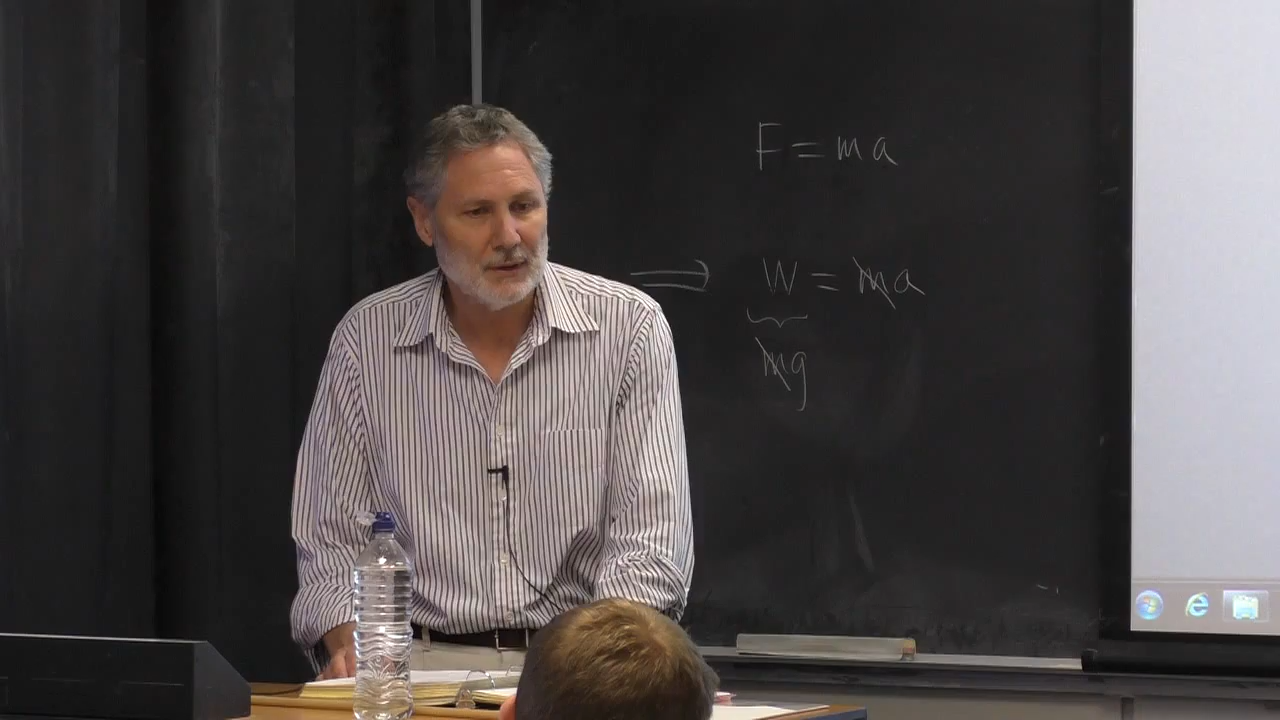 F = ma
⇒ W = ma
mg